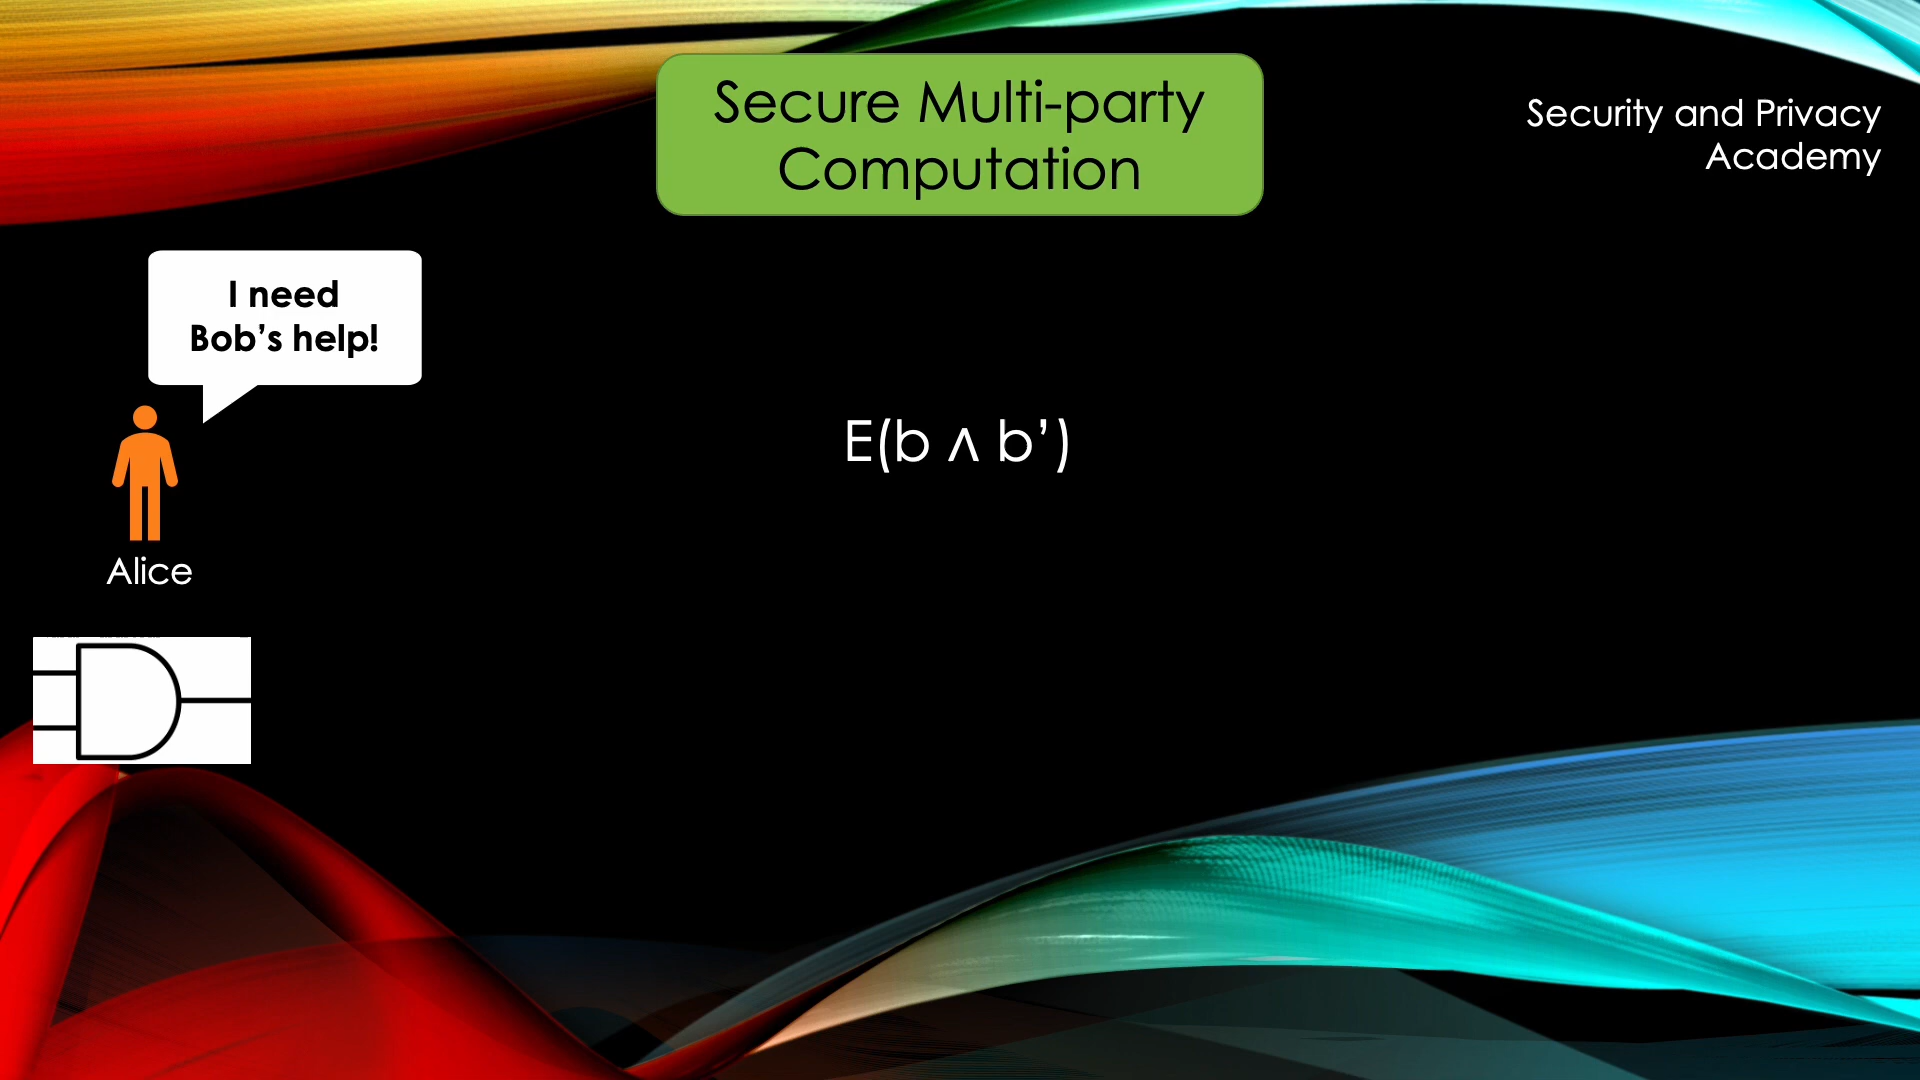 Secure Multi-party
Computation
Security and Privacy
Academy
I need
Bob’s help!
E(b ∧ b’)
Alice